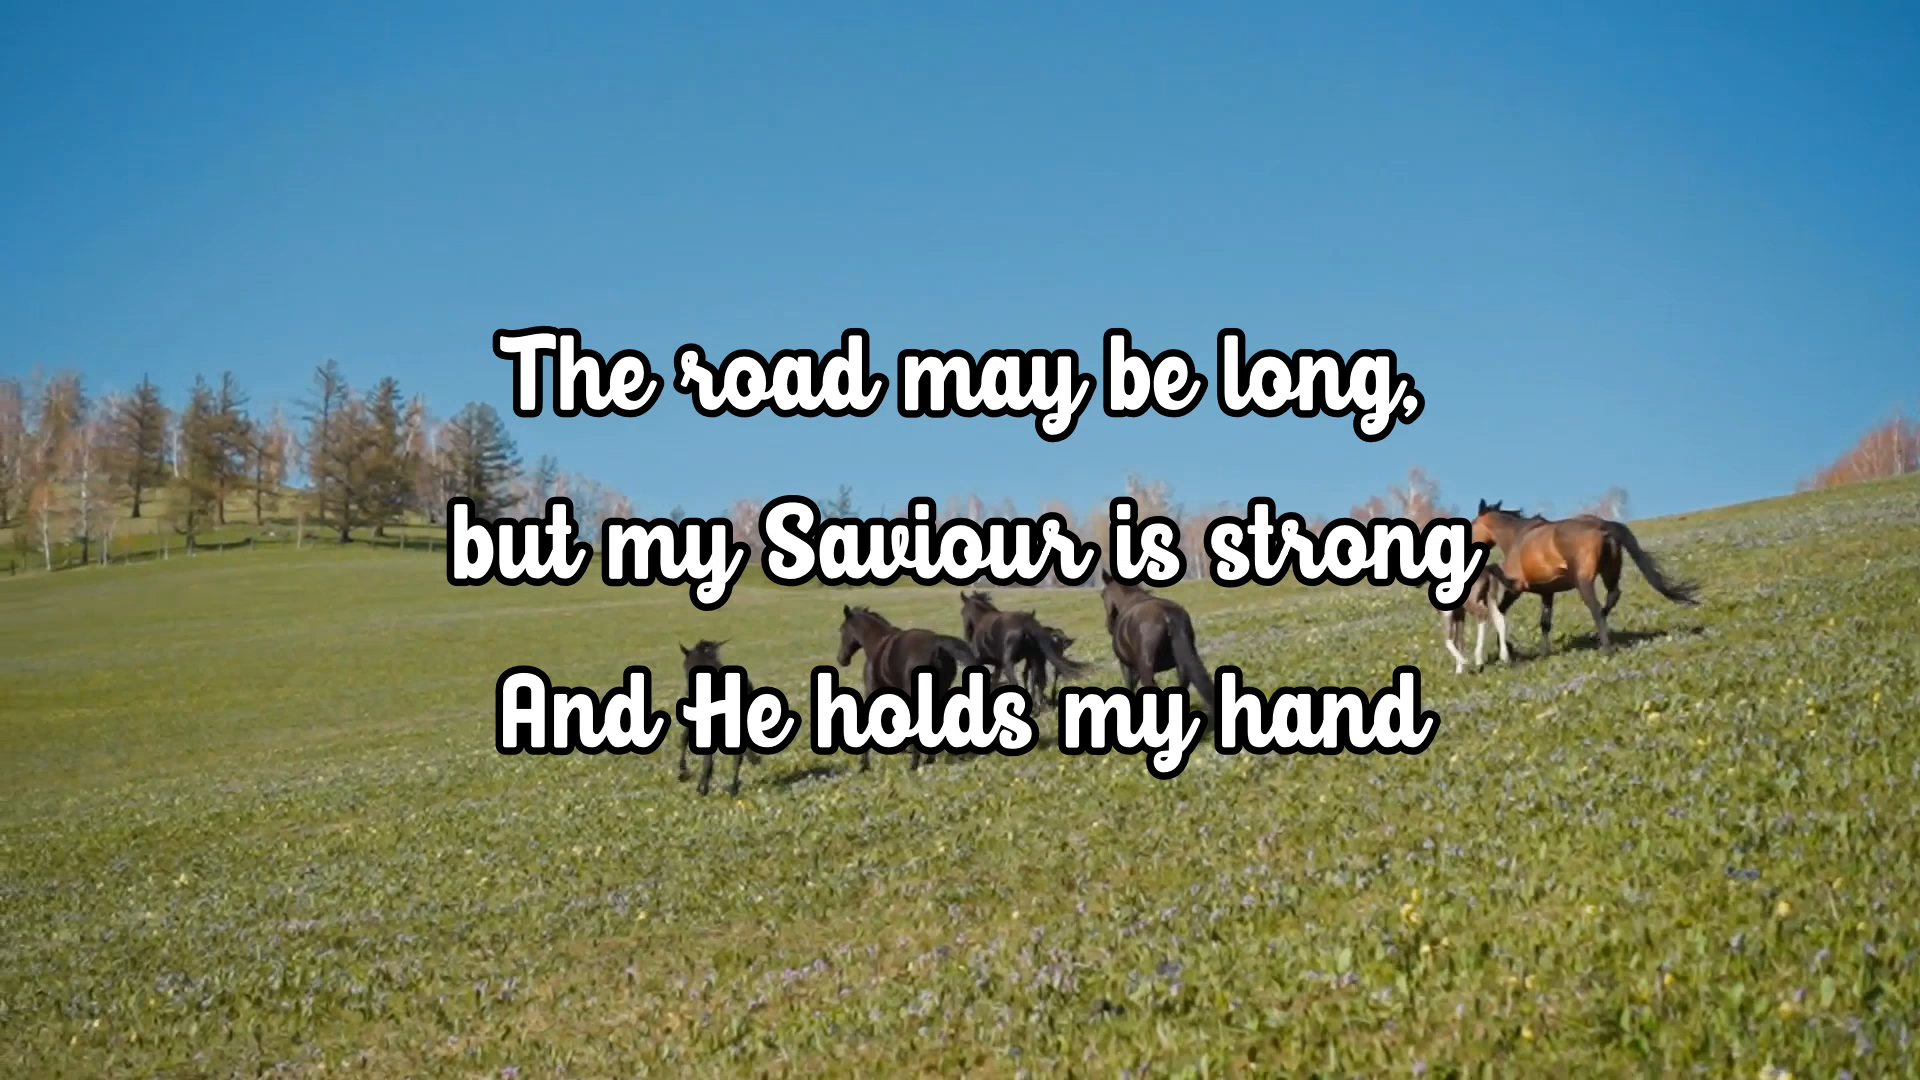 The road may be long,
but my Saviour is strong
And He holds my hand